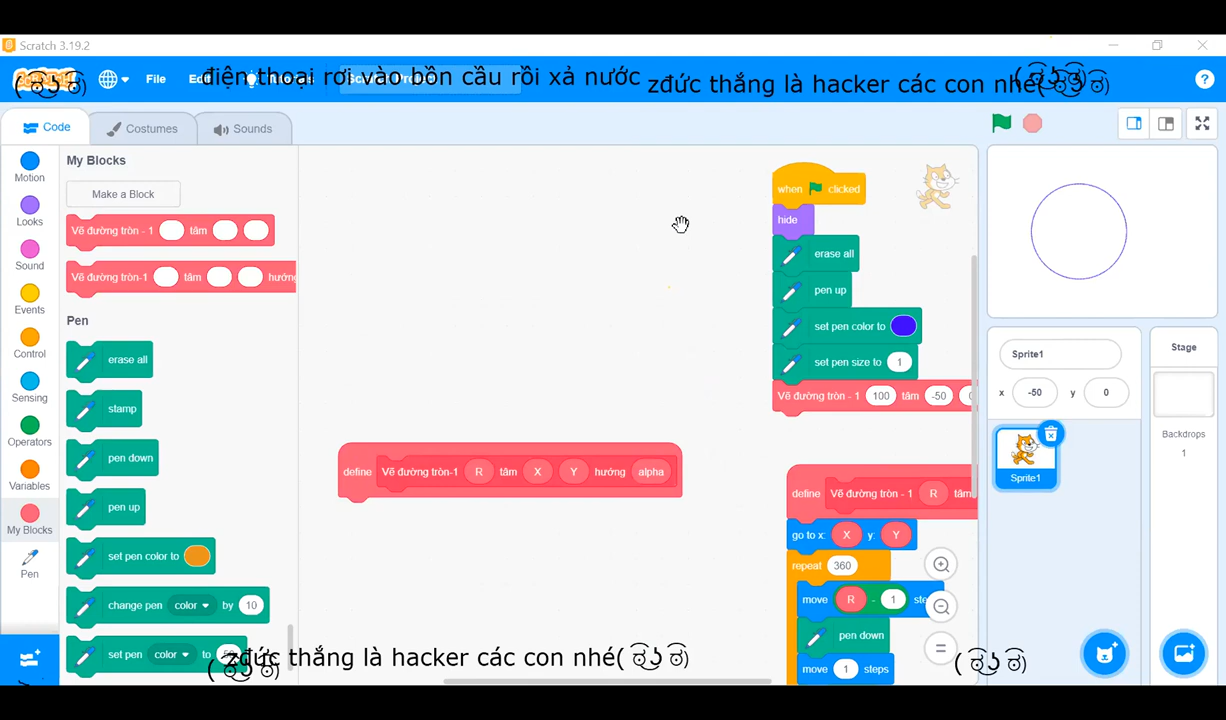 Scratch 3.19.2
File
Edit
điện thoại rơi vào bồn cầu rồi xả nước
zđức thắng là hacker các con nhé( ͡ಠ ʖ̯ ͡ಠ)
( ͡ಠ ʖ̯ ͡ಠ)
Code
Costumes
Sounds
Motion
Looks
Sound
Events
Control
Sensing
Operators
Variables
My Blocks
Pen
My Blocks
Make a Block
Vẽ đường tròn - 1 tâm
Vẽ đường tròn-1 tâm hướng
Pen
erase all
stamp
pen down
pen up
set pen color to
change pen color by 10
set pen color to
define Vẽ đường tròn-1 R tâm X Y hướng alpha
when clicked
hide
erase all
pen up
set pen color to
set pen size to 1
Vẽ đường tròn - 1 100 tâm -50
define Vẽ đường tròn - 1 R tâm
go to x: X y: Y
repeat 360
move R - 1 ste
pen down
move 1 steps
Sprite1
x -50 y 0
Sprite1
Stage
Backdrops
1
zđức thắng là hacker các con nhé( ͡ಠ ʖ̯ ͡ಠ)
( ͡ಠ ʖ̯ ͡ಠ)
( ͡ಠ ʖ̯ ͡ಠ)